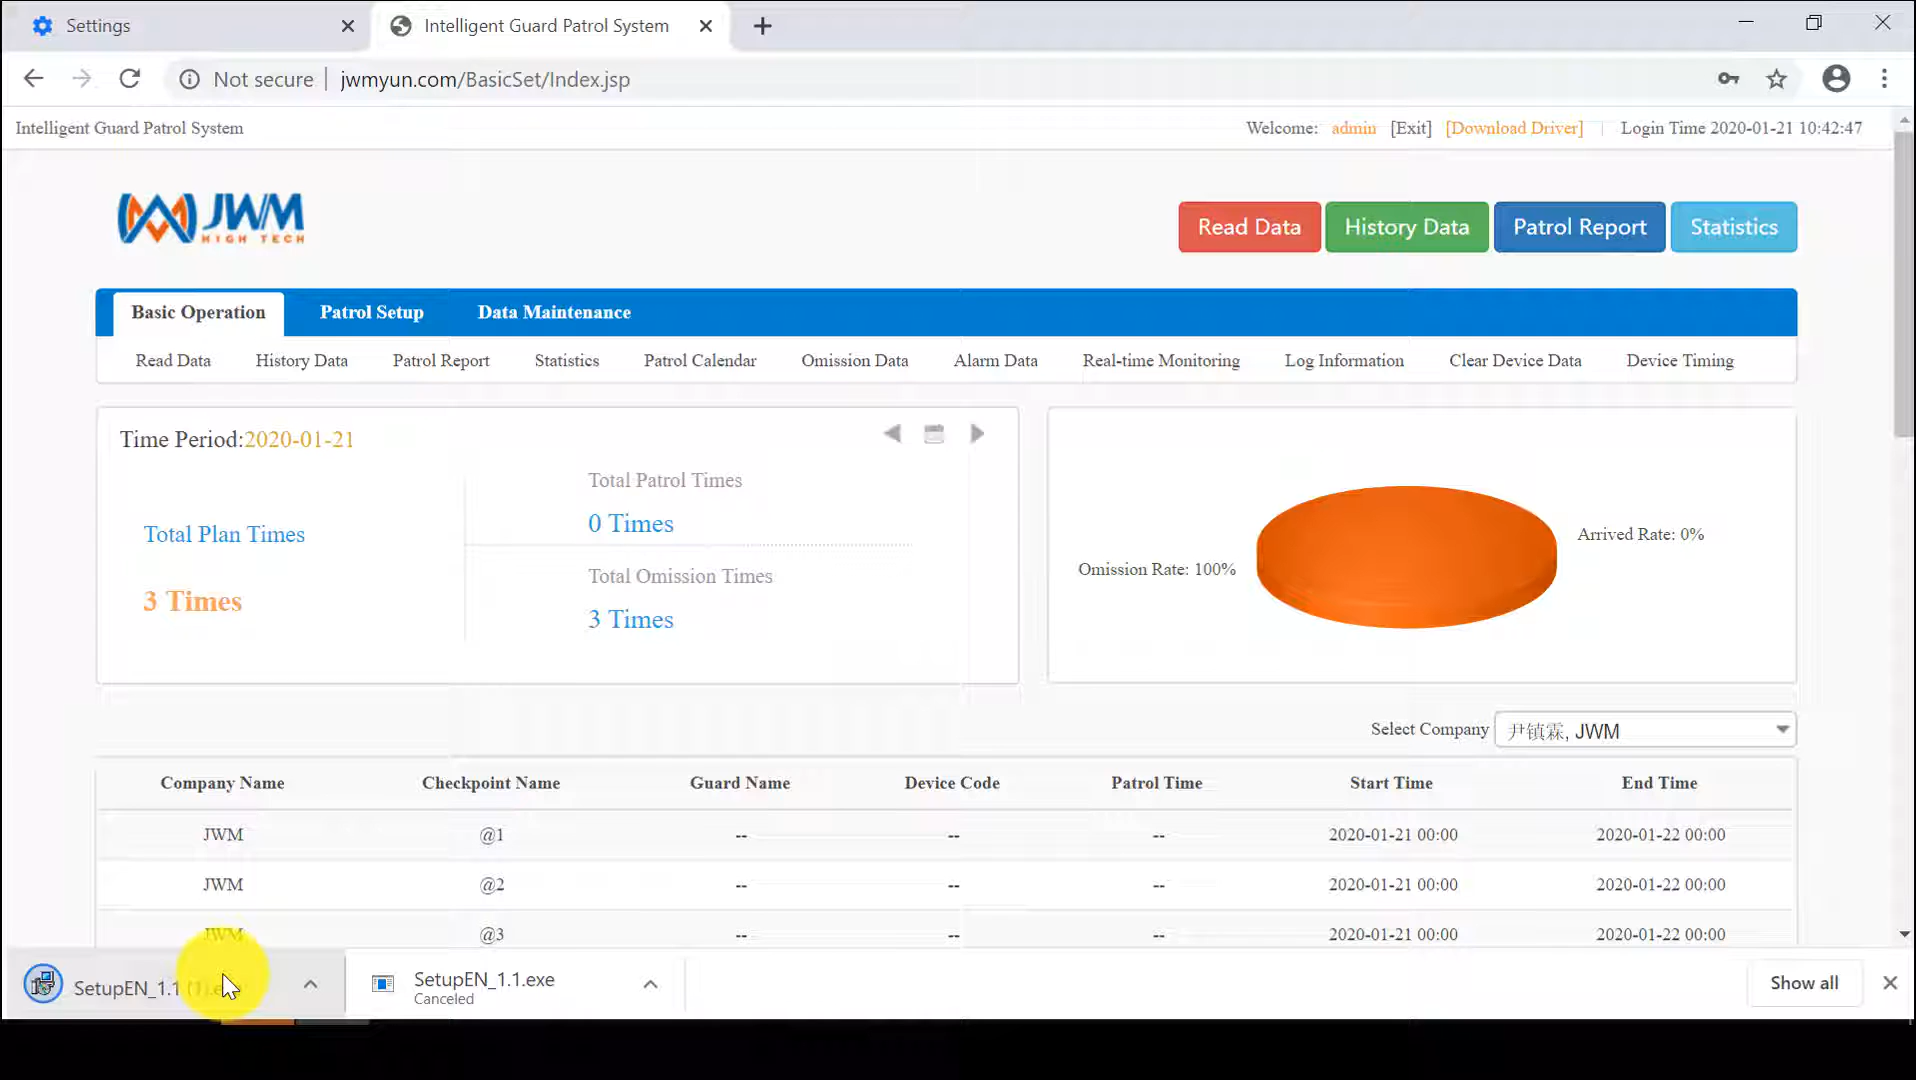 Settings
Intelligent Guard Patrol System
Not secure | jwmyun.com/BasicSet/Index.jsp
Intelligent Guard Patrol System
Welcome: admin [Exit] [Download Driver] | Login Time 2020-01-21 10:42:47
JWM
HIGH TECH
Read Data History Data Patrol Report Statistics
Basic Operation Patrol Setup Data Maintenance
Read Data History Data Patrol Report Statistics Patrol Calendar Omission Data Alarm Data Real-time Monitoring Log Information Clear Device Data Device Timing
Time Period:2020-01-21
Total Patrol Times
0 Times
Total Plan Times
3 Times
Total Omission Times
3 Times
Arrived Rate: 0%
Omission Rate: 100%
Select Company 尹镇霖, JWM
Company Name Checkpoint Name Guard Name Device Code Patrol Time Start Time End Time
JWM @1 -- -- -- 2020-01-21 00:00 2020-01-22 00:00
JWM @2 -- -- -- 2020-01-21 00:00 2020-01-22 00:00
JWM @3 -- -- -- 2020-01-21 00:00 2020-01-22 00:00
SetupEN_1.1 (1).e
SetupEN_1.1.exe
Canceled
Show all